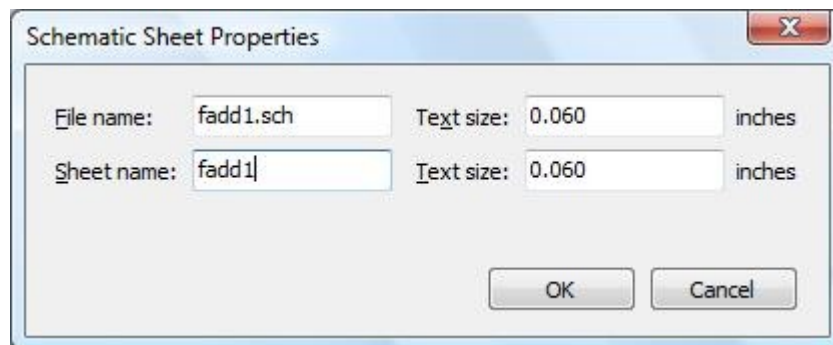 Schematic Sheet Properties
File name: fadd1.sch Text size: 0.060 inches
Sheet name: fadd1 Text size: 0.060 inches
OK Cancel